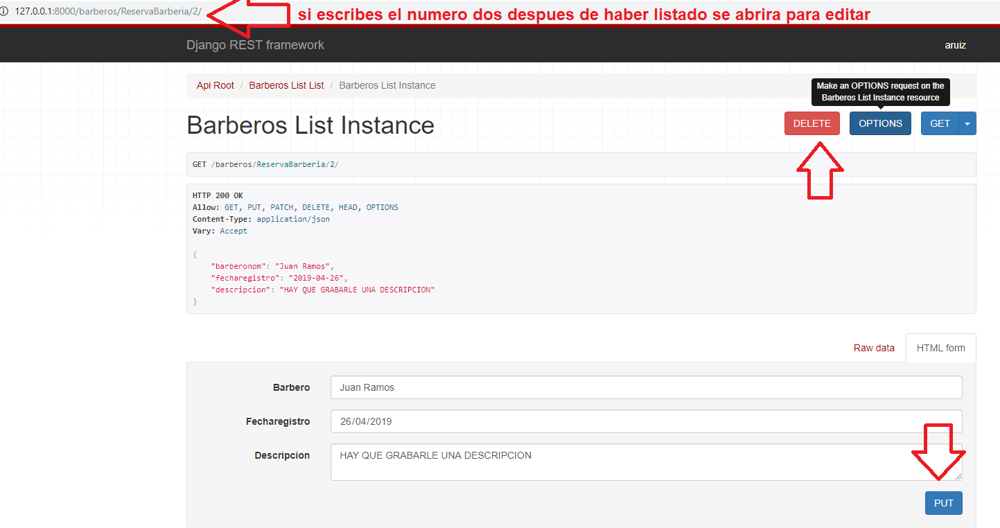 127.0.0.1:8000/barberos/ReservaBarberia/2/
si escribes el numero dos despues de haber listado se abrira para editar
Django REST framework
aruiz
Api Root / Barberos List List / Barberos List Instance
Make an OPTIONS request on the
Barberos List Instance resource
Barberos List Instance
DELETE
OPTIONS
GET
GET /barberos/ReservaBarberia/2/
HTTP 200 OK
Allow: GET, PUT, PATCH, DELETE, HEAD, OPTIONS
Content-Type: application/json
Vary: Accept
{
"barberonom": "Juan Ramos",
"fecharegistro": "2019-04-26",
"descripcion": "HAY QUE GRABARLE UNA DESCRIPCION"
}
Raw data
HTML form
Barbero
Juan Ramos
Fecharegistro
26/04/2019
Descripcion
HAY QUE GRABARLE UNA DESCRIPCION
PUT